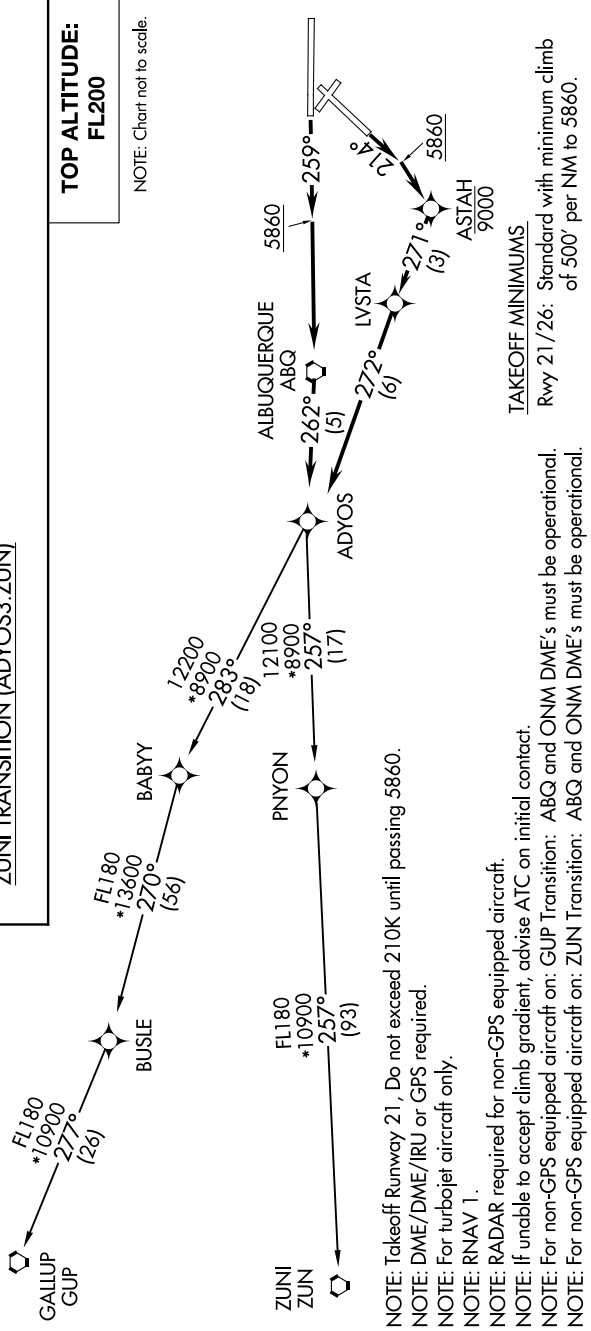 ZUNI TRANSITION (ADYOS3.ZUN)
TOP ALTITUDE:
FL200
NOTE: Chart not to scale.
259°
214°
5860
5860
ASTAH
9000
271°
(3)
LVSTA
272°
(6)
ALBUQUERQUE
ABQ
262°
(5)
ADYOS
12200
*8900
283°
(18)
12100
*8900
257°
(17)
BABYY
PNYON
FL180
*13600
270°
(56)
BUSLE
FL180
*10900
257°
(93)
FL180
*10900
277°
(26)
GALLUP
GUP
ZUNI
ZUN
TAKEOFF MINIMUMS
Rwy 21/26: Standard with minimum climb
of 500' per NM to 5860.
NOTE: Takeoff Runway 21, Do not exceed 210K until passing 5860.
NOTE: DME/DME/IRU or GPS required.
NOTE: For turbojet aircraft only.
NOTE: RNAV 1.
NOTE: RADAR required for non-GPS equipped aircraft.
NOTE: If unable to accept climb gradient, advise ATC on initial contact.
NOTE: For non-GPS equipped aircraft on: GUP Transition: ABQ and ONM DME's must be operational.
NOTE: For non-GPS equipped aircraft on: ZUN Transition: ABQ and ONM DME's must be operational.